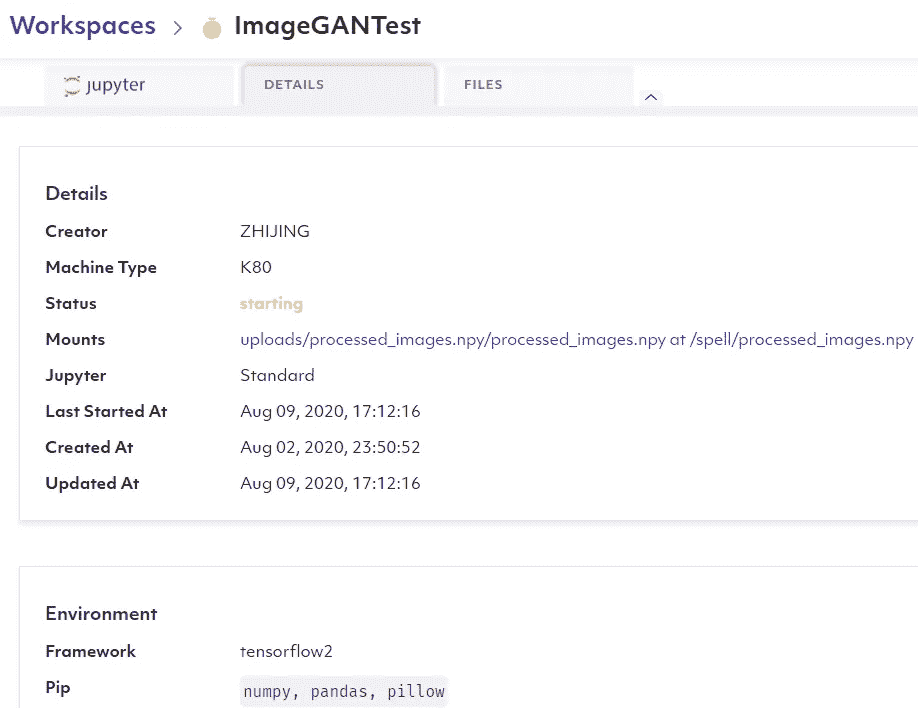 Workspaces > ImageGANTest
jupyter DETAILS FILES
Details
Creator ZHIJING
Machine Type K80
Status starting
Mounts uploads/processed_images.npy/processed_images.npy at /spell/processed_images.npy
Jupyter Standard
Last Started At Aug 09, 2020, 17:12:16
Created At Aug 02, 2020, 23:50:52
Updated At Aug 09, 2020, 17:12:16
Environment
Framework tensorflow2
Pip numpy, pandas, pillow